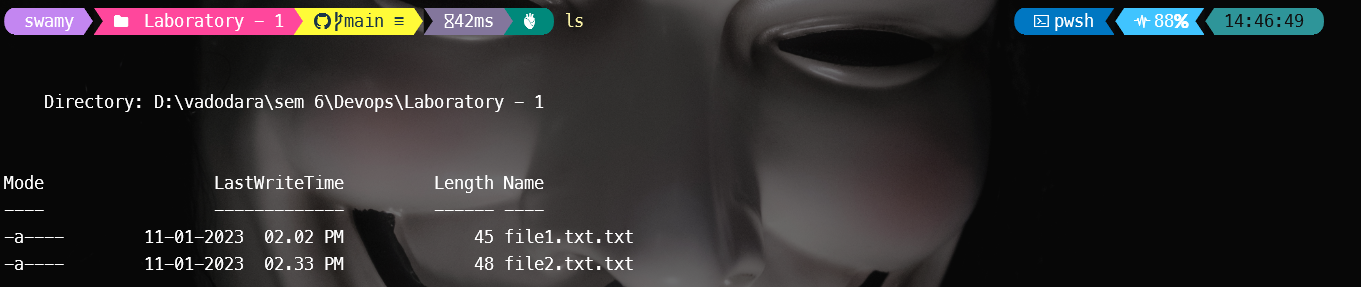 swamy Laboratory - 1 main ≡ 42ms ls pwsh 88% 14:46:49
Directory: D:\vadodara\sem 6\Devops\Laboratory - 1
Mode LastWriteTime Length Name
---- ------------- ------ ----
-a---- 11-01-2023 02.02 PM 45 file1.txt.txt
-a---- 11-01-2023 02.33 PM 48 file2.txt.txt